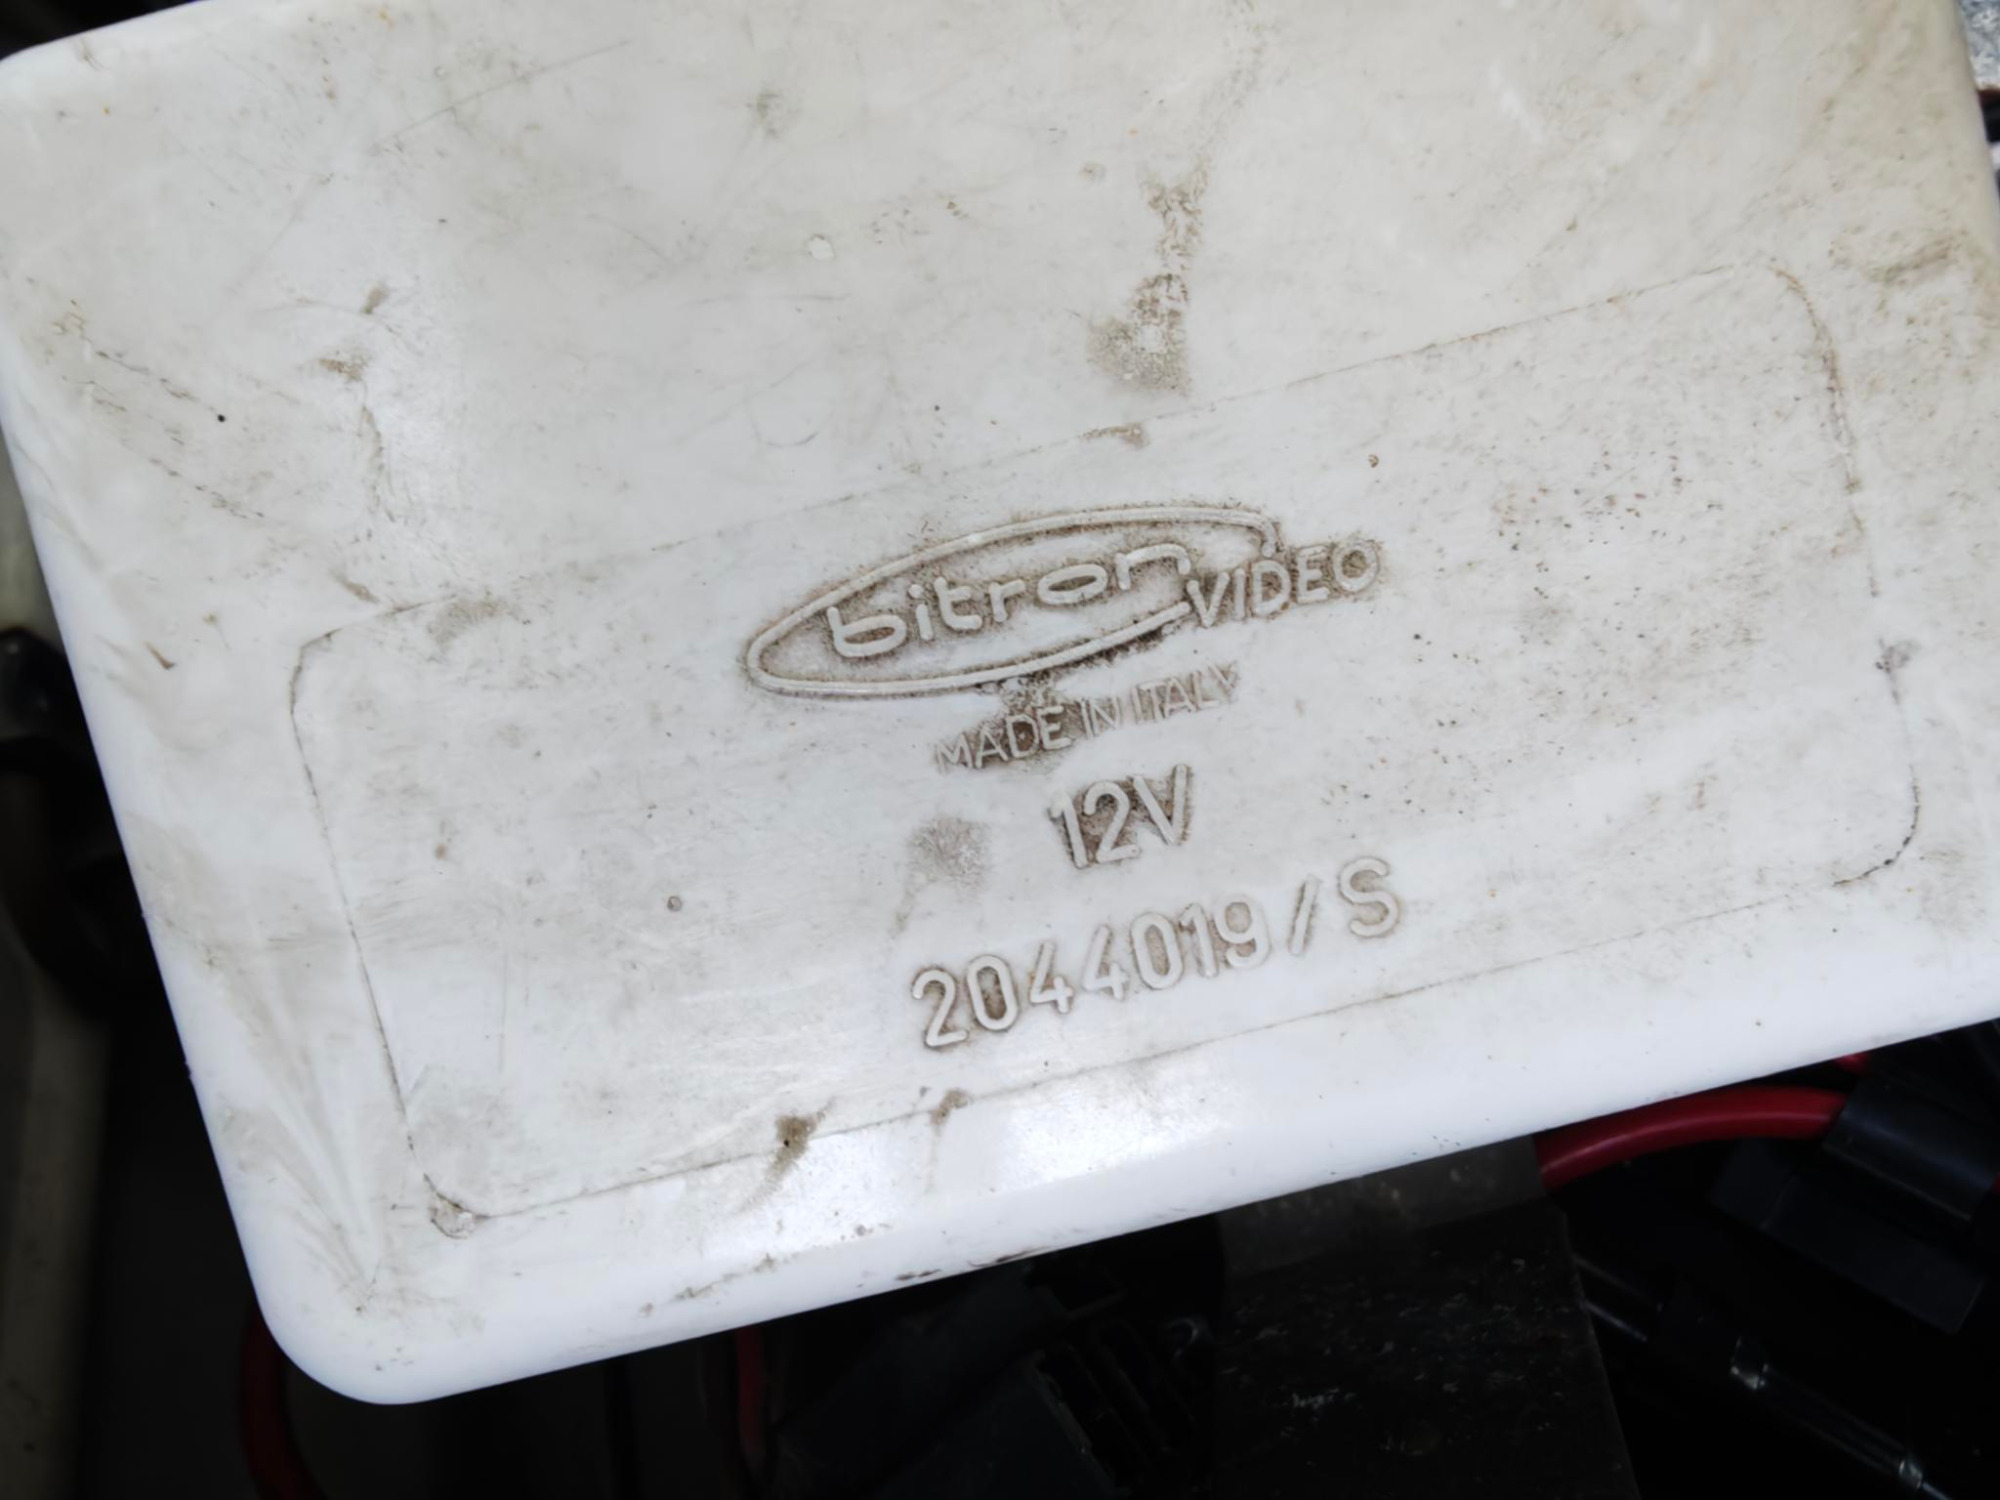 bitron VIDEO
MADE IN ITALY
12V
2044019/S